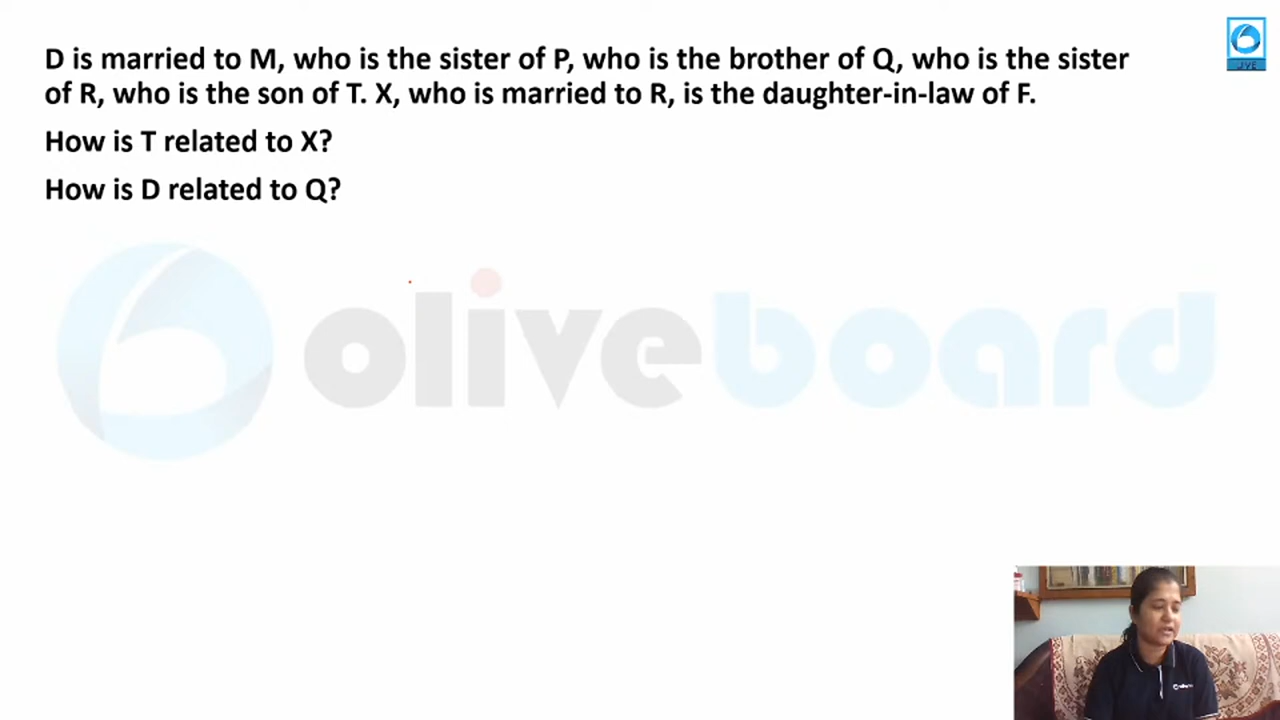 D is married to M, who is the sister of P, who is the brother of Q, who is the sister
of R, who is the son of T. X, who is married to R, is the daughter-in-law of F.
How is T related to X?
How is D related to Q?
oliveboard
LIVE